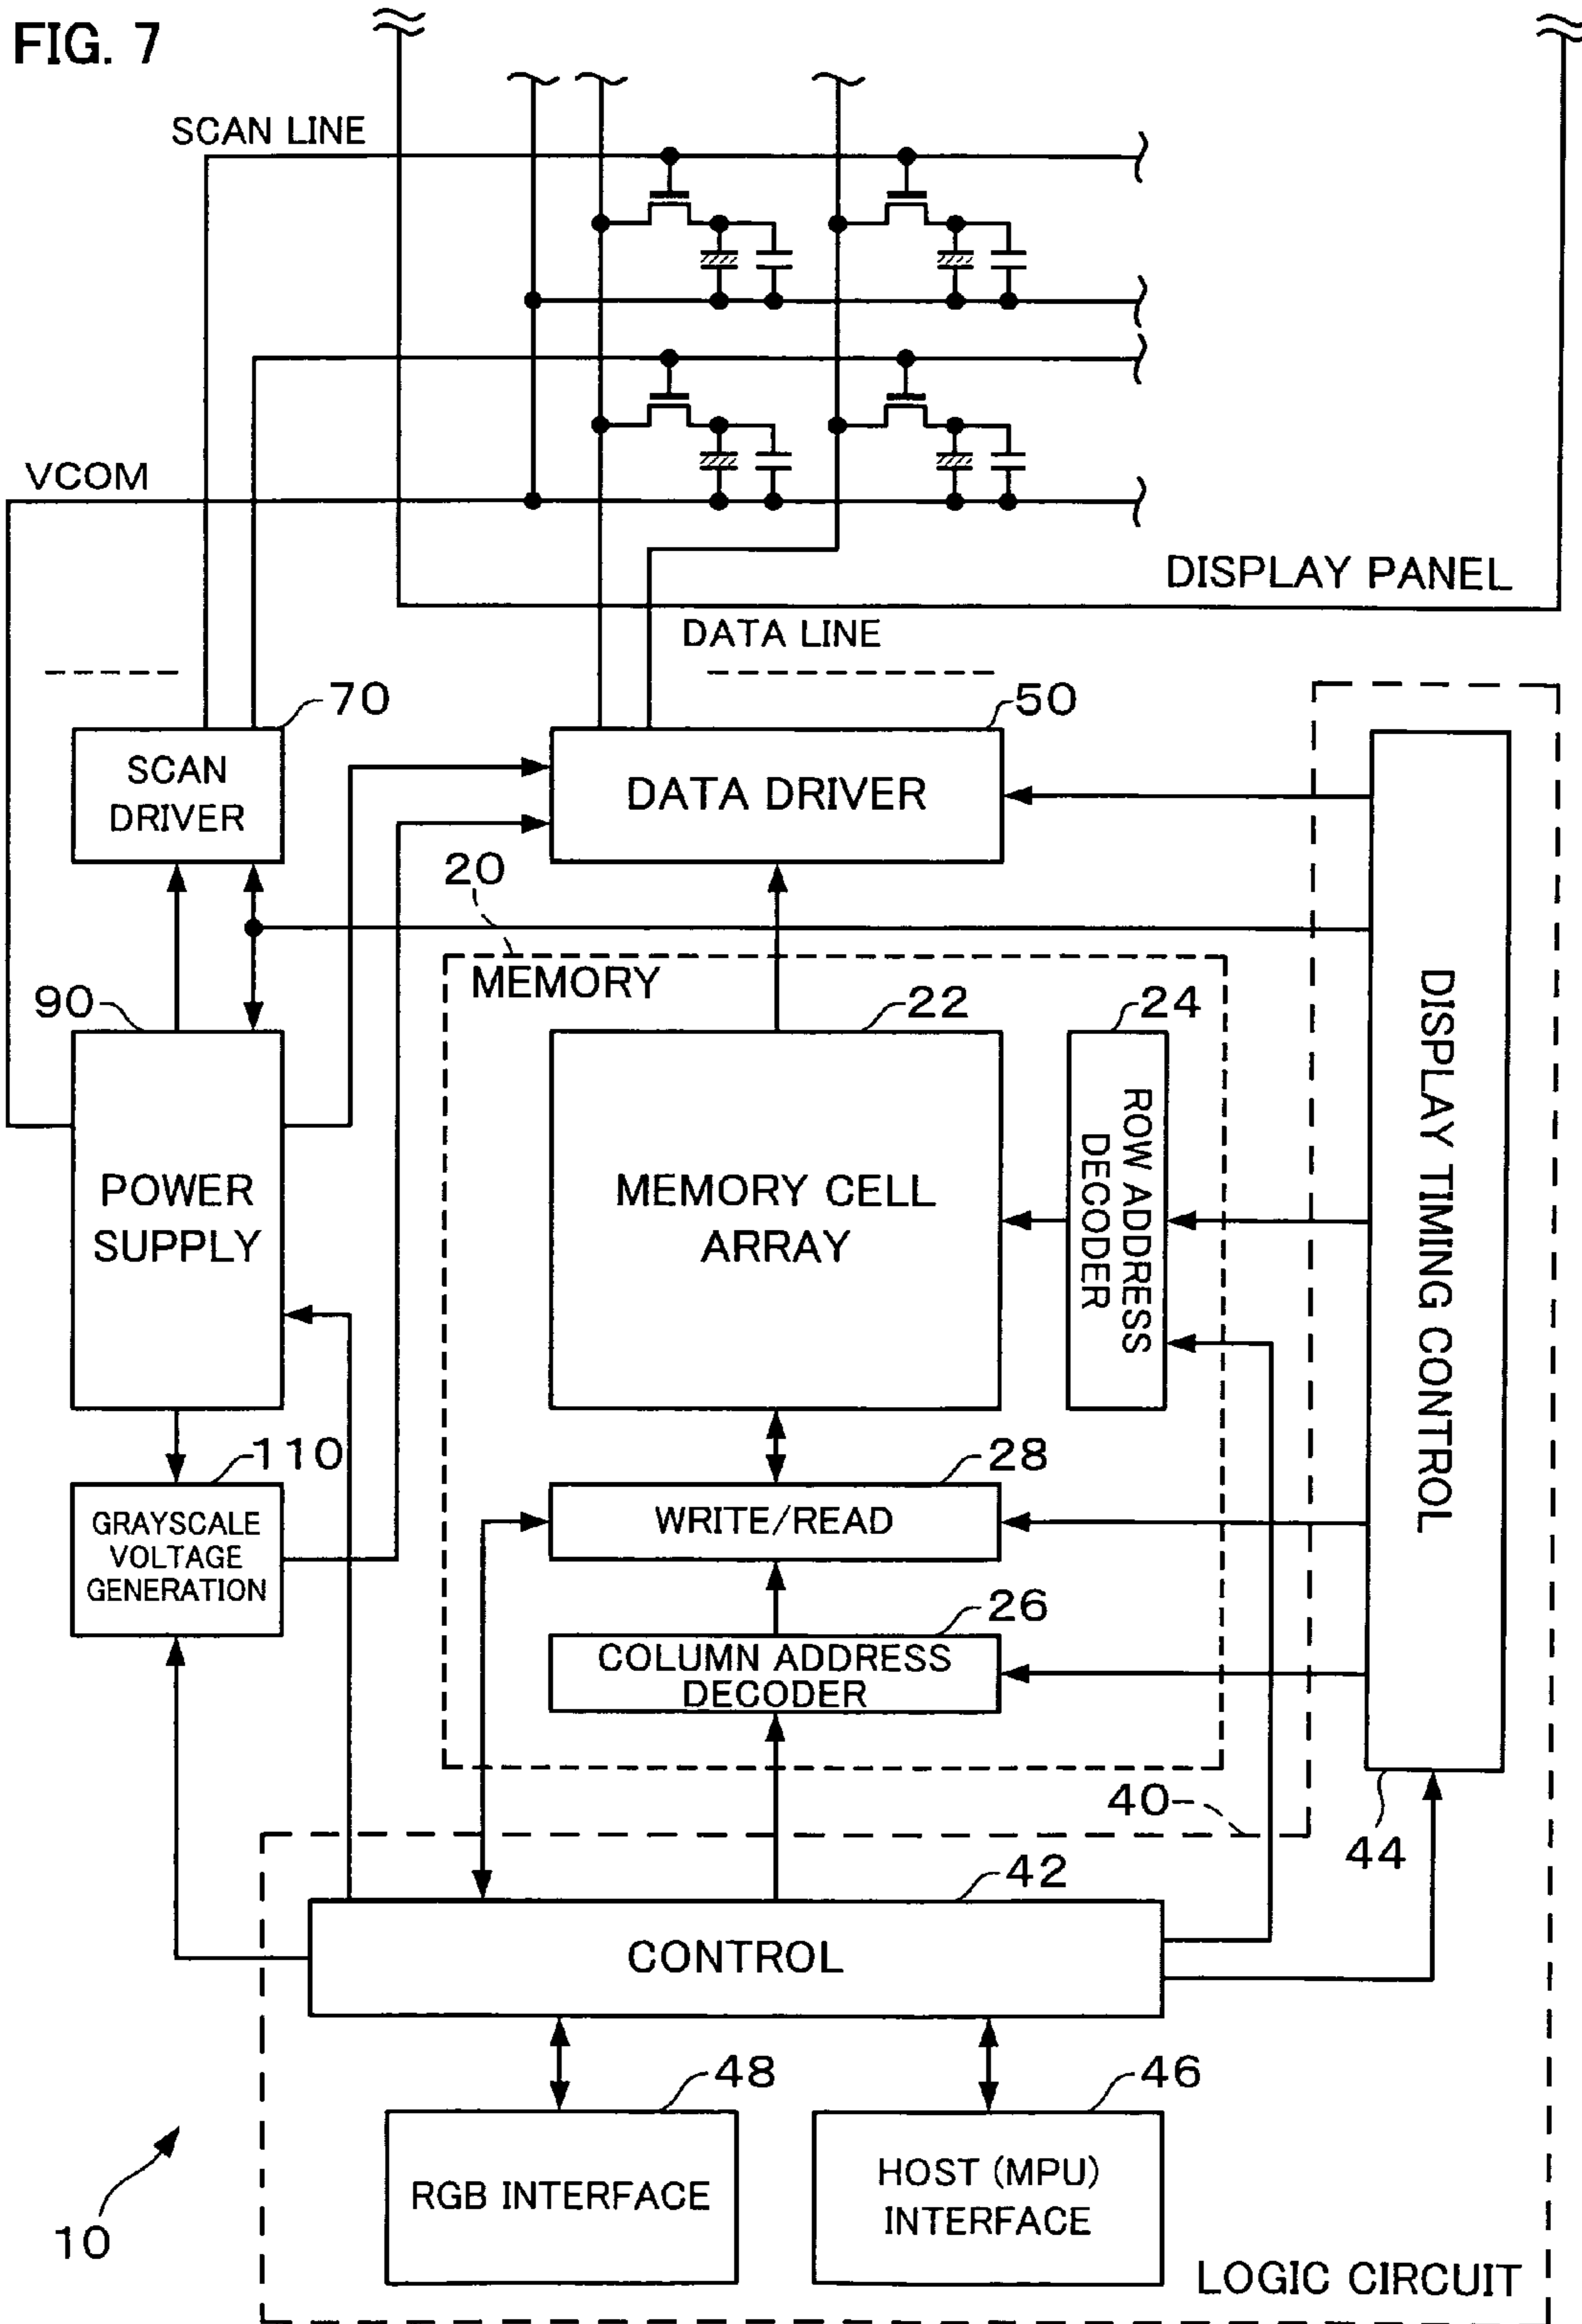 FIG. 7
SCAN LINE
VCOM
DISPLAY PANEL
DATA LINE
70
50
SCAN
DRIVER
DATA DRIVER
20
MEMORY
90
22
24
POWER
SUPPLY
MEMORY CELL
ARRAY
ROW ADDRESS
DECODER
DISPLAY TIMING CONTROL
110
28
GRAYSCALE
VOLTAGE
GENERATION
WRITE/READ
26
COLUMN ADDRESS
DECODER
40
44
42
CONTROL
48
46
RGB INTERFACE
HOST (MPU)
INTERFACE
10
LOGIC CIRCUIT